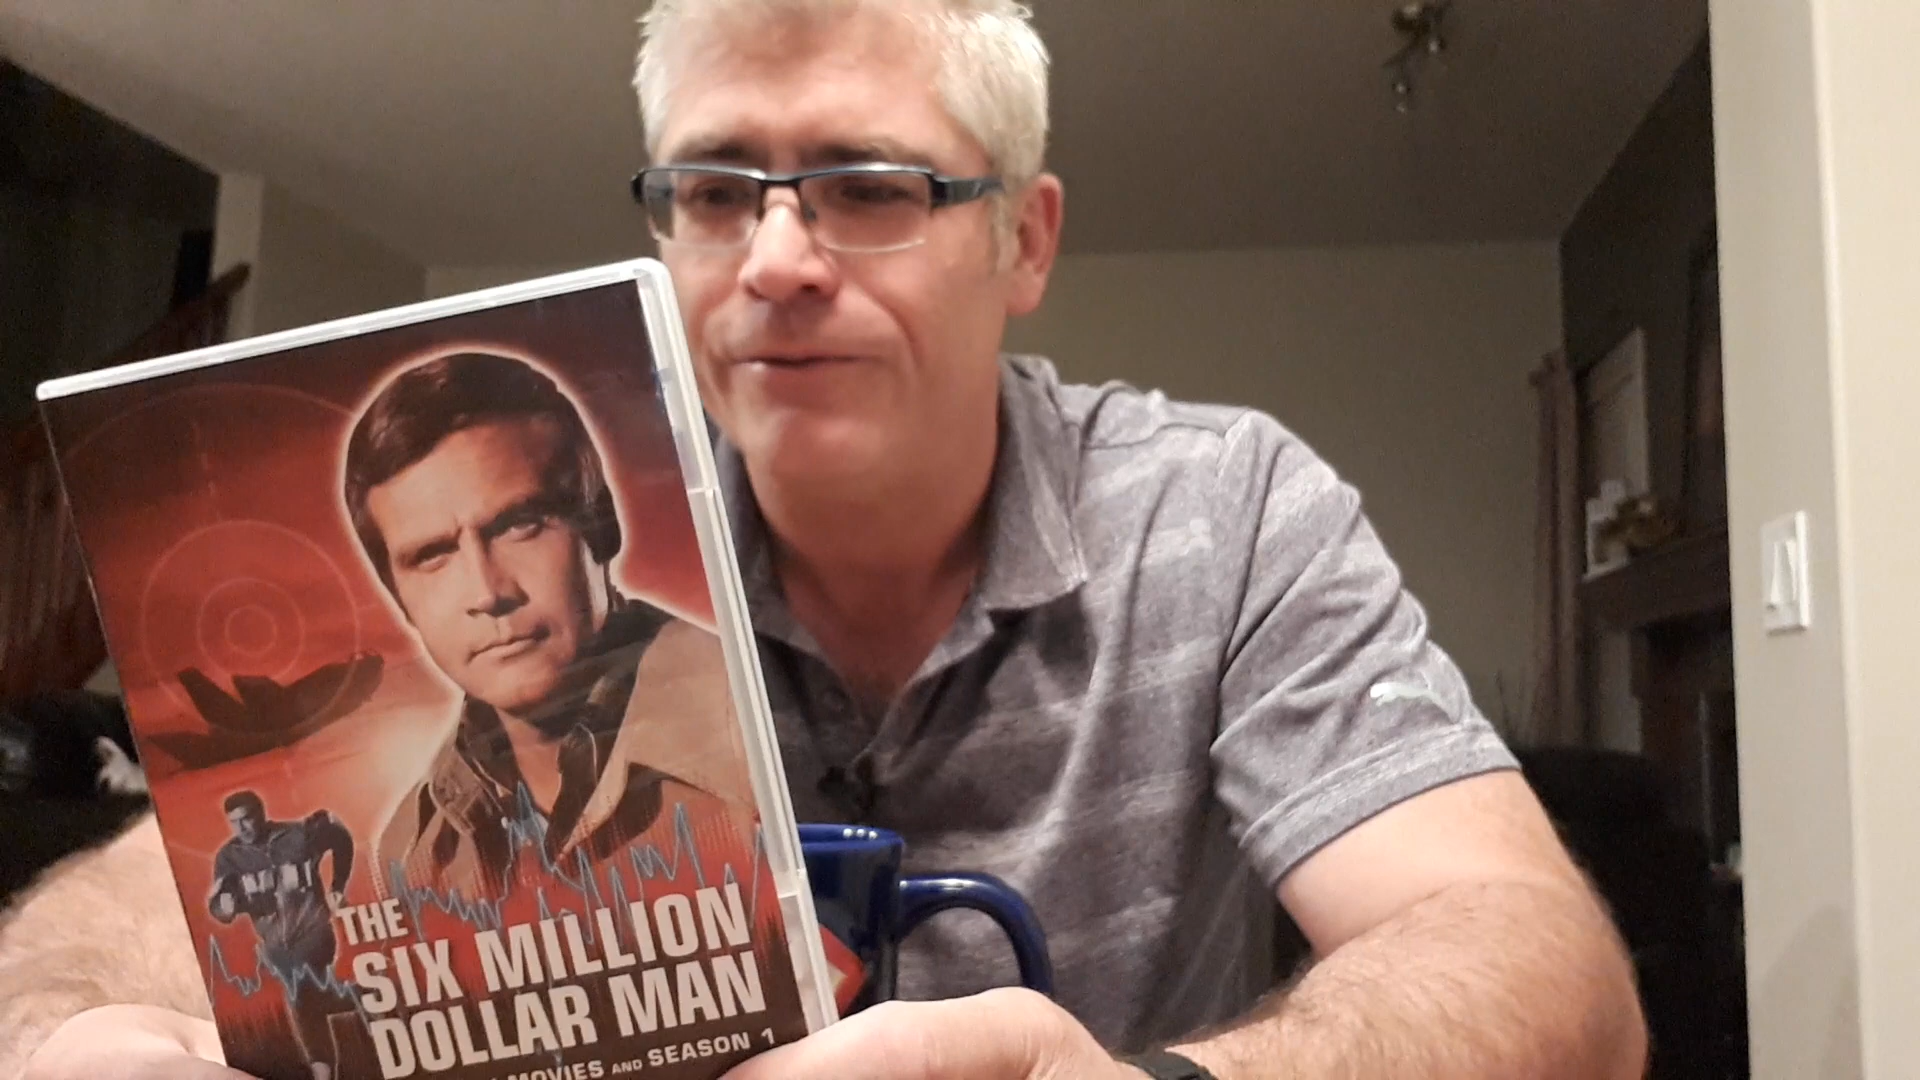 THE
SIX MILLION
DOLLAR MAN
MOVIES AND SEASON 1